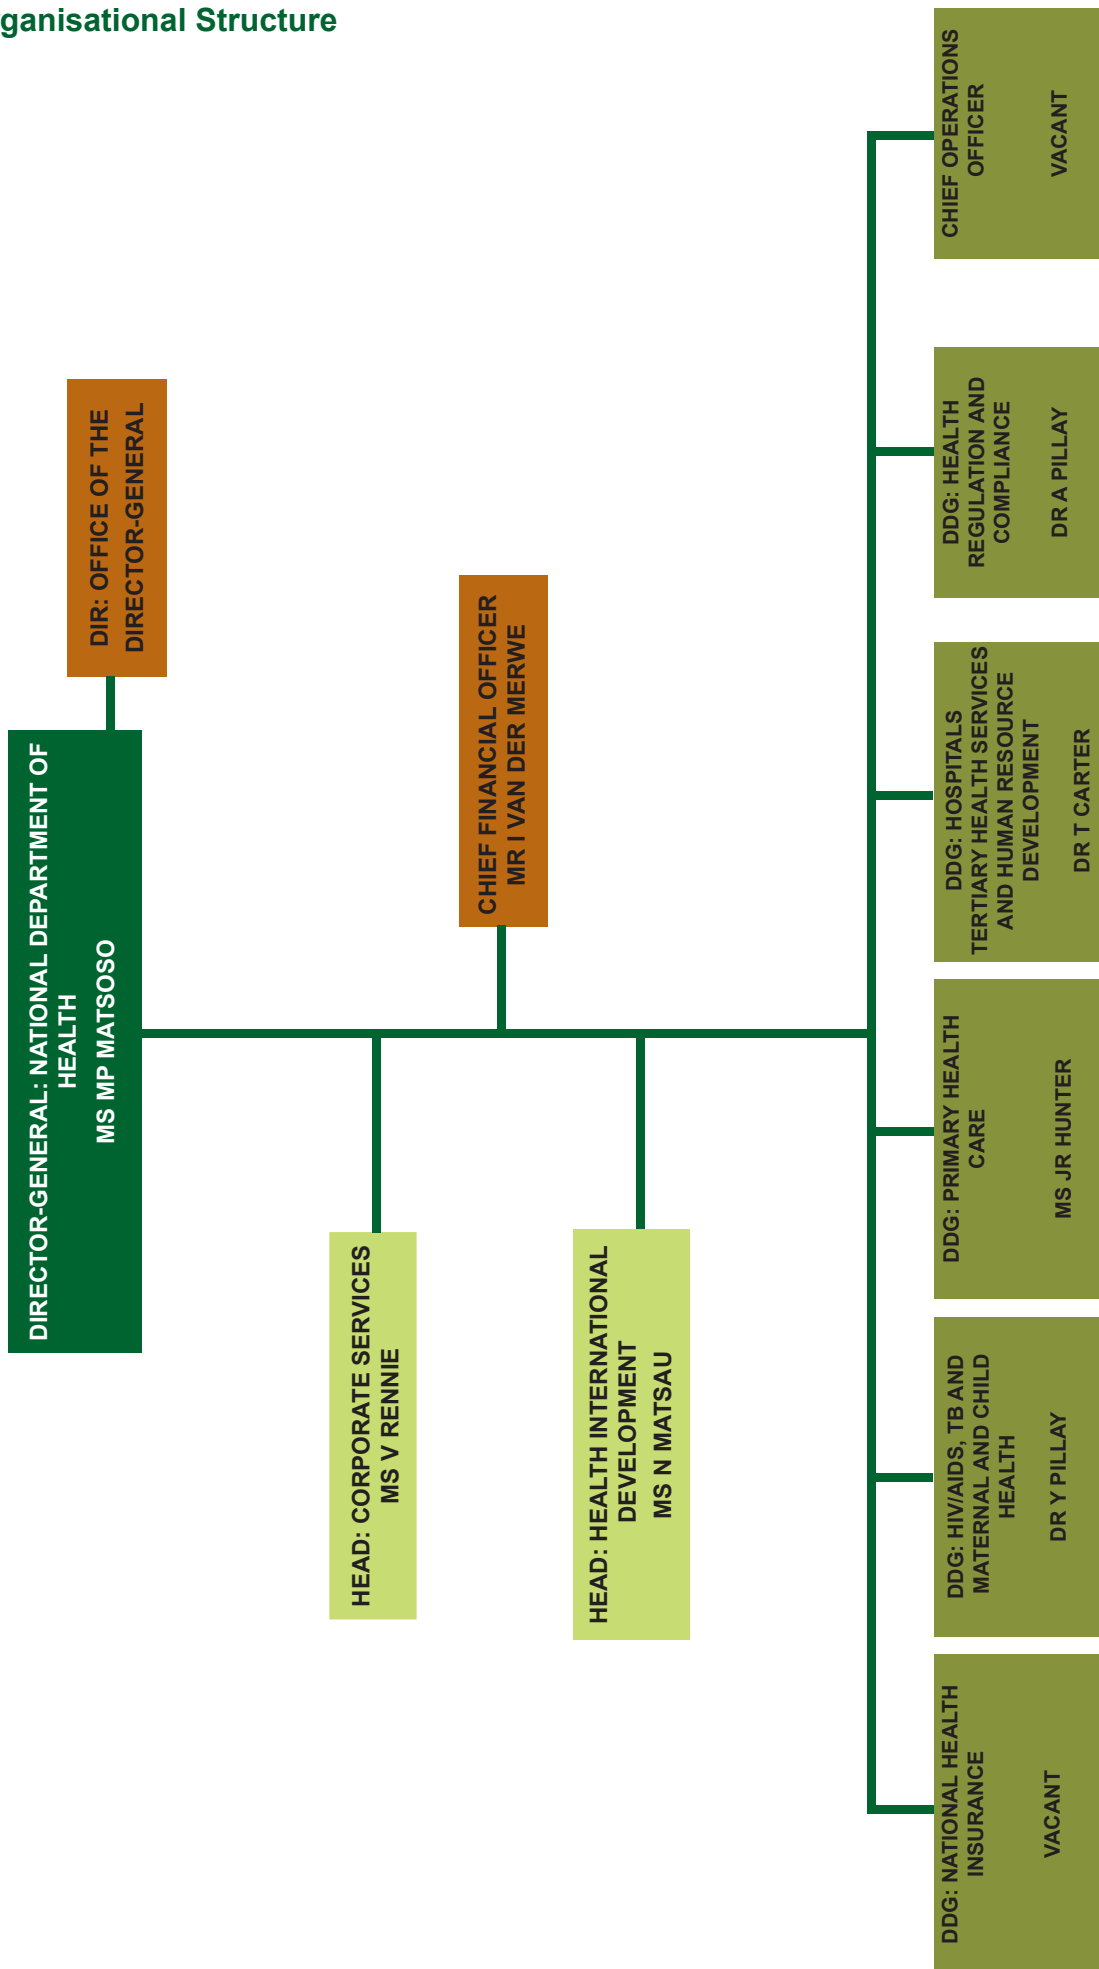 ganisational Structure
DIRECTOR-GENERAL: NATIONAL DEPARTMENT OF
HEALTH
MS MP MATSOSO
DIR: OFFICE OF THE
DIRECTOR-GENERAL
HEAD: CORPORATE SERVICES
MS V RENNIE
CHIEF FINANCIAL OFFICER
MR I VAN DER MERWE
HEAD: HEALTH INTERNATIONAL
DEVELOPMENT
MS N MATSAU
DDG: NATIONAL HEALTH
INSURANCE
VACANT
DDG: HIV/AIDS, TB AND
MATERNAL AND CHILD
HEALTH
DR Y PILLAY
DDG: PRIMARY HEALTH
CARE
MS JR HUNTER
DDG: HOSPITALS
TERTIARY HEALTH SERVICES
AND HUMAN RESOURCE
DEVELOPMENT
DR T CARTER
DDG: HEALTH
REGULATION AND
COMPLIANCE
DR A PILLAY
CHIEF OPERATIONS
OFFICER
VACANT